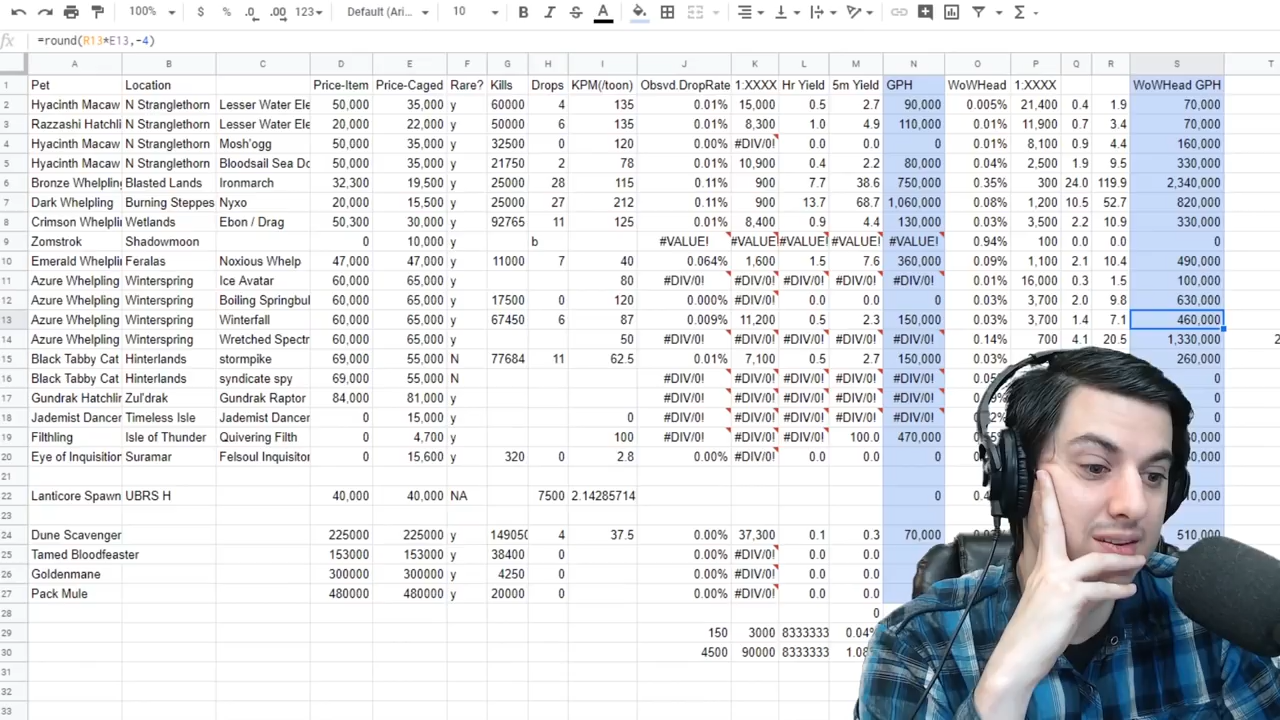 100% $ % .0 .00 123 Default (Ari... 10 B I S A
fx =round(R13*E13,-4)
A B C D E F G H I J K L M N O P Q R S T
1 Pet Location Price-Item Price-Caged Rare? Kills Drops KPM(/toon) Obsvd.DropRate 1:XXXX Hr Yield 5m Yield GPH WoWHead 1:XXXX WoWHead GPH
2 Hyacinth Macaw N Stranglethorn Lesser Water Ele 50,000 35,000 y 60000 4 135 0.01% 15,000 0.5 2.7 90,000 0.005% 21,400 0.4 1.9 70,000
3 Razzashi Hatchli N Stranglethorn Lesser Water Ele 20,000 22,000 y 50000 6 135 0.01% 8,300 1.0 4.9 110,000 0.01% 11,900 0.7 3.4 70,000
4 Hyacinth Macaw N Stranglethorn Mosh'ogg 50,000 35,000 y 32500 0 120 0.00% #DIV/0! 0 0.01% 8,100 0.9 4.4 160,000
5 Hyacinth Macaw N Stranglethorn Bloodsail Sea Do 50,000 35,000 y 21750 2 78 0.01% 10,900 0.4 2.2 80,000 0.04% 2,500 1.9 9.5 330,000
6 Bronze Whelpling Blasted Lands Ironmarch 32,300 19,500 y 25000 28 115 0.11% 900 7.7 38.6 750,000 0.35% 300 24.0 119.9 2,340,000
7 Dark Whelpling Burning Steppes Nyxo 20,000 15,500 y 25000 27 212 0.11% 900 13.7 68.7 1,060,000 0.08% 1,200 10.5 52.7 820,000
8 Crimson Whelpli Wetlands Ebon / Drag 50,300 30,000 y 92765 11 125 0.01% 8,400 0.9 4.4 130,000 0.03% 3,500 2.2 10.9 330,000
9 Zomstrok Shadowmoon 0 10,000 y b #VALUE! #VALUE #VALUE! #VALUE! #VALUE! 0.94% 100 0.0 0.0 0
10 Emerald Whelpli Feralas Noxious Whelp 47,000 47,000 y 11000 7 40 0.064% 1,600 1.5 7.6 360,000 0.09% 1,100 2.1 10.4 490,000
11 Azure Whelpling Winterspring Ice Avatar 60,000 65,000 y 80 #DIV/0! #DIV/0! #DIV/0! #DIV/0! #DIV/0! 0.01% 16,000 0.3 1.5 100,000
12 Azure Whelpling Winterspring Boiling Springbul 60,000 65,000 y 17500 0 120 0.000% #DIV/0! 0.0 0.0 0 0.03% 3,700 2.0 9.8 630,000
13 Azure Whelpling Winterspring Winterfall 60,000 65,000 y 67450 6 87 0.009% 11,200 0.5 2.3 150,000 0.03% 3,700 1.4 7.1 460,000
14 Azure Whelpling Winterspring Wretched Spectr 60,000 65,000 y 50 #DIV/0! #DIV/0! #DIV/0! #DIV/0! #DIV/0! 0.14% 700 4.1 20.5 1,330,000 2
15 Black Tabby Cat Hinterlands stormpike 69,000 55,000 N 77684 11 62.5 0.01% 7,100 0.5 2.7 150,000 0.03% 260,000
16 Black Tabby Cat Hinterlands syndicate spy 69,000 55,000 N #DIV/0! #DIV/0! #DIV/0! #DIV/0! #DIV/0! 0
17 Gundrak Hatchlin Zul'drak Gundrak Raptor 84,000 81,000 y #DIV/0! #DIV/0! #DIV/0! #DIV/0! #DIV/0! 0
18 Jademist Dancer Timeless Isle Jademist Dancer 0 15,000 y 0 #DIV/0! #DIV/0! #DIV/0! #DIV/0! #DIV/0! 0
19 Filthling Isle of Thunder Quivering Filth 0 4,700 y 100 #DIV/0! #DIV/0! #DIV/0! 100.0 470,000
20 Eye of Inquisition Suramar Felsoul Inquisitor 0 15,600 y 320 0 2.8 0.00% #DIV/0! 0.0 0.0 0
21
22 Lanticore Spawn UBRS H 40,000 40,000 NA 7500 2.14285714 0
23
24 Dune Scavenger 225000 225000 y 149050 4 37.5 0.00% 37,300 0.1 0.3 70,000 510,000
25 Tamed Bloodfeaster 153000 153000 y 38400 0 0.00% #DIV/0! 0.0 0.0
26 Goldenmane 300000 300000 y 4250 0 0.00% #DIV/0! 0.0 0.0
27 Pack Mule 480000 480000 y 20000 0 0.00% #DIV/0! 0.0 0.0
28 0
29 150 3000 8333333 0.04%
30 4500 90000 8333333
31
32
33